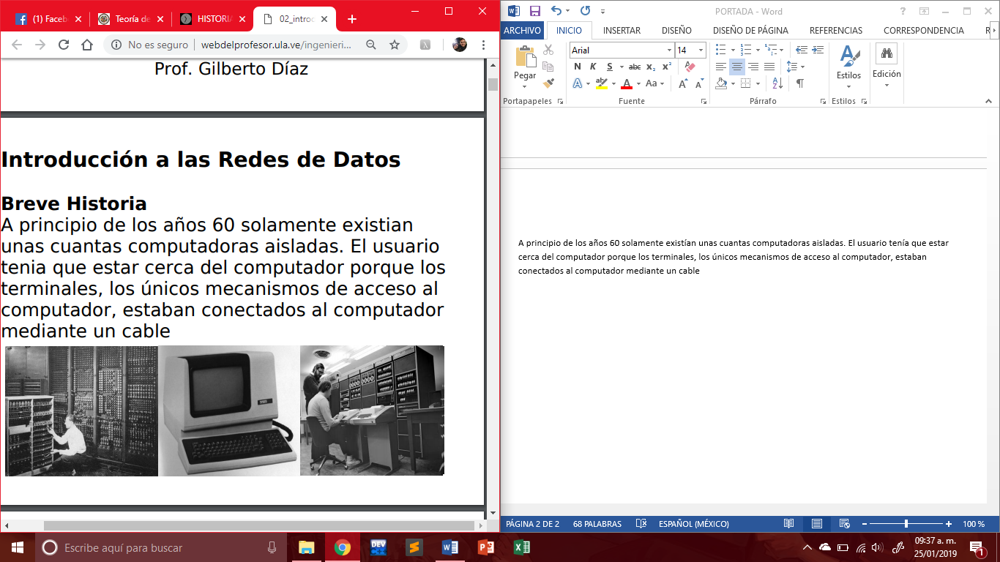 (1) Faceb
Teoría de
HISTORIA
02_introd
No es seguro
webdelprofesor.ula.ve/ingenieri...
Prof. Gilberto Díaz
Introducción a las Redes de Datos
Breve Historia
A principio de los años 60 solamente existian
unas cuantas computadoras aisladas. El usuario
tenia que estar cerca del computador porque los
terminales, los únicos mecanismos de acceso al
computador, estaban conectados al computador
mediante un cable
PORTADA - Word
ARCHIVO INICIO INSERTAR DISEÑO DISEÑO DE PÁGINA REFERENCIAS CORRESPONDENCIA R
Pegar
Arial 14
N K S abc x₂ x²
A ab A Aa A A
Estilos
Edición
Portapapeles Fuente Párrafo Estilos
A principio de los años 60 solamente existían unas cuantas computadoras aisladas. El usuario tenía que estar
cerca del computador porque los terminales, los únicos mecanismos de acceso al computador, estaban
conectados al computador mediante un cable
PÁGINA 2 DE 2 68 PALABRAS ESPAÑOL (MÉXICO) 100 %
Escribe aquí para buscar
DEV
09:37 a. m.
25/01/2019
1